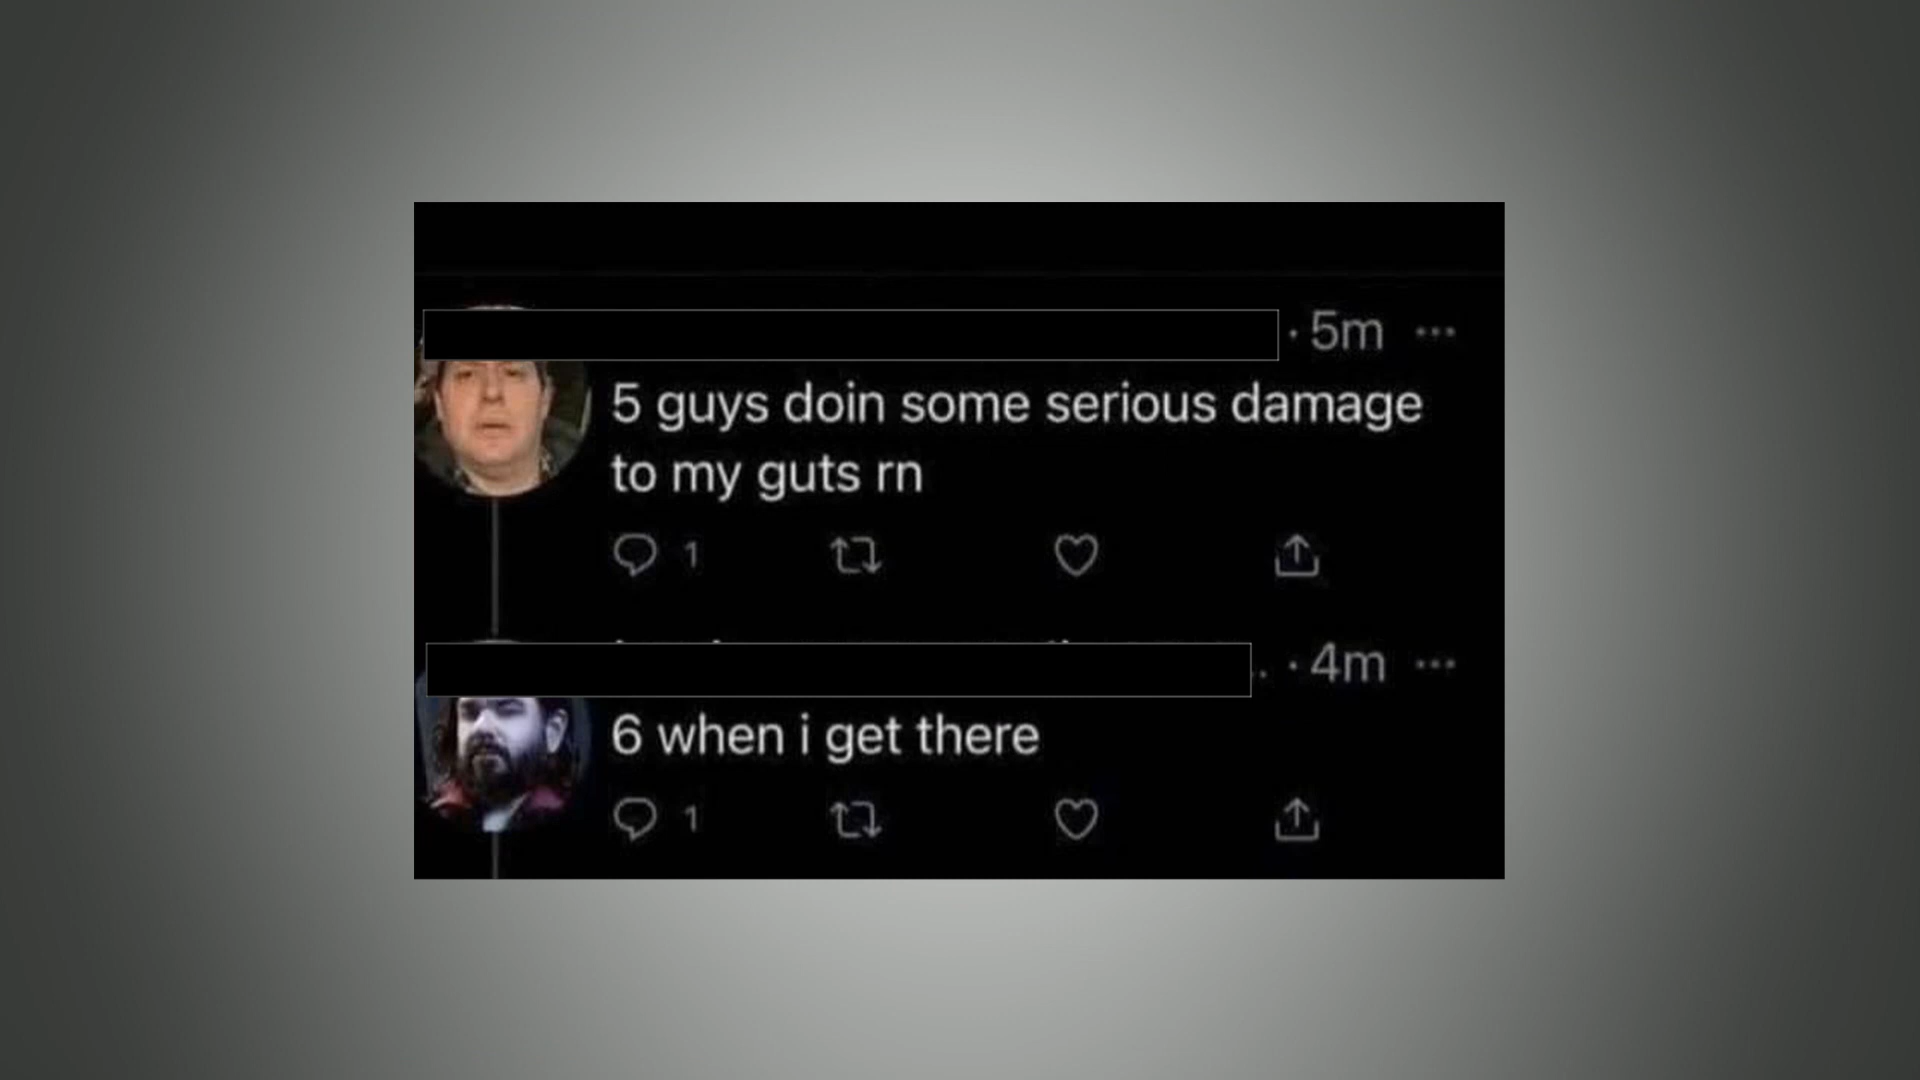 · 5m ···
5 guys doin some serious damage
to my guts rn
1
. · 4m ···
6 when i get there
1